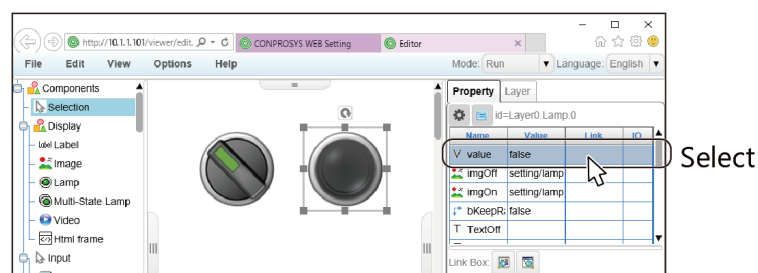 http://10.1.1.101/viewer/edit.
CONPROSYS WEB Setting
Editor
File Edit View Options Help
Mode: Run Language: English
Components
Selection
Display
Label Label
Image
Lamp
Multi-State Lamp
Video
Html frame
Input
Property Layer
id=Layer0.Lamp.0
Name Value Link IO
V value false
imgOff setting/lamp
imgOn setting/lamp
bKeepRa false
T TextOff
Link Box:
Select